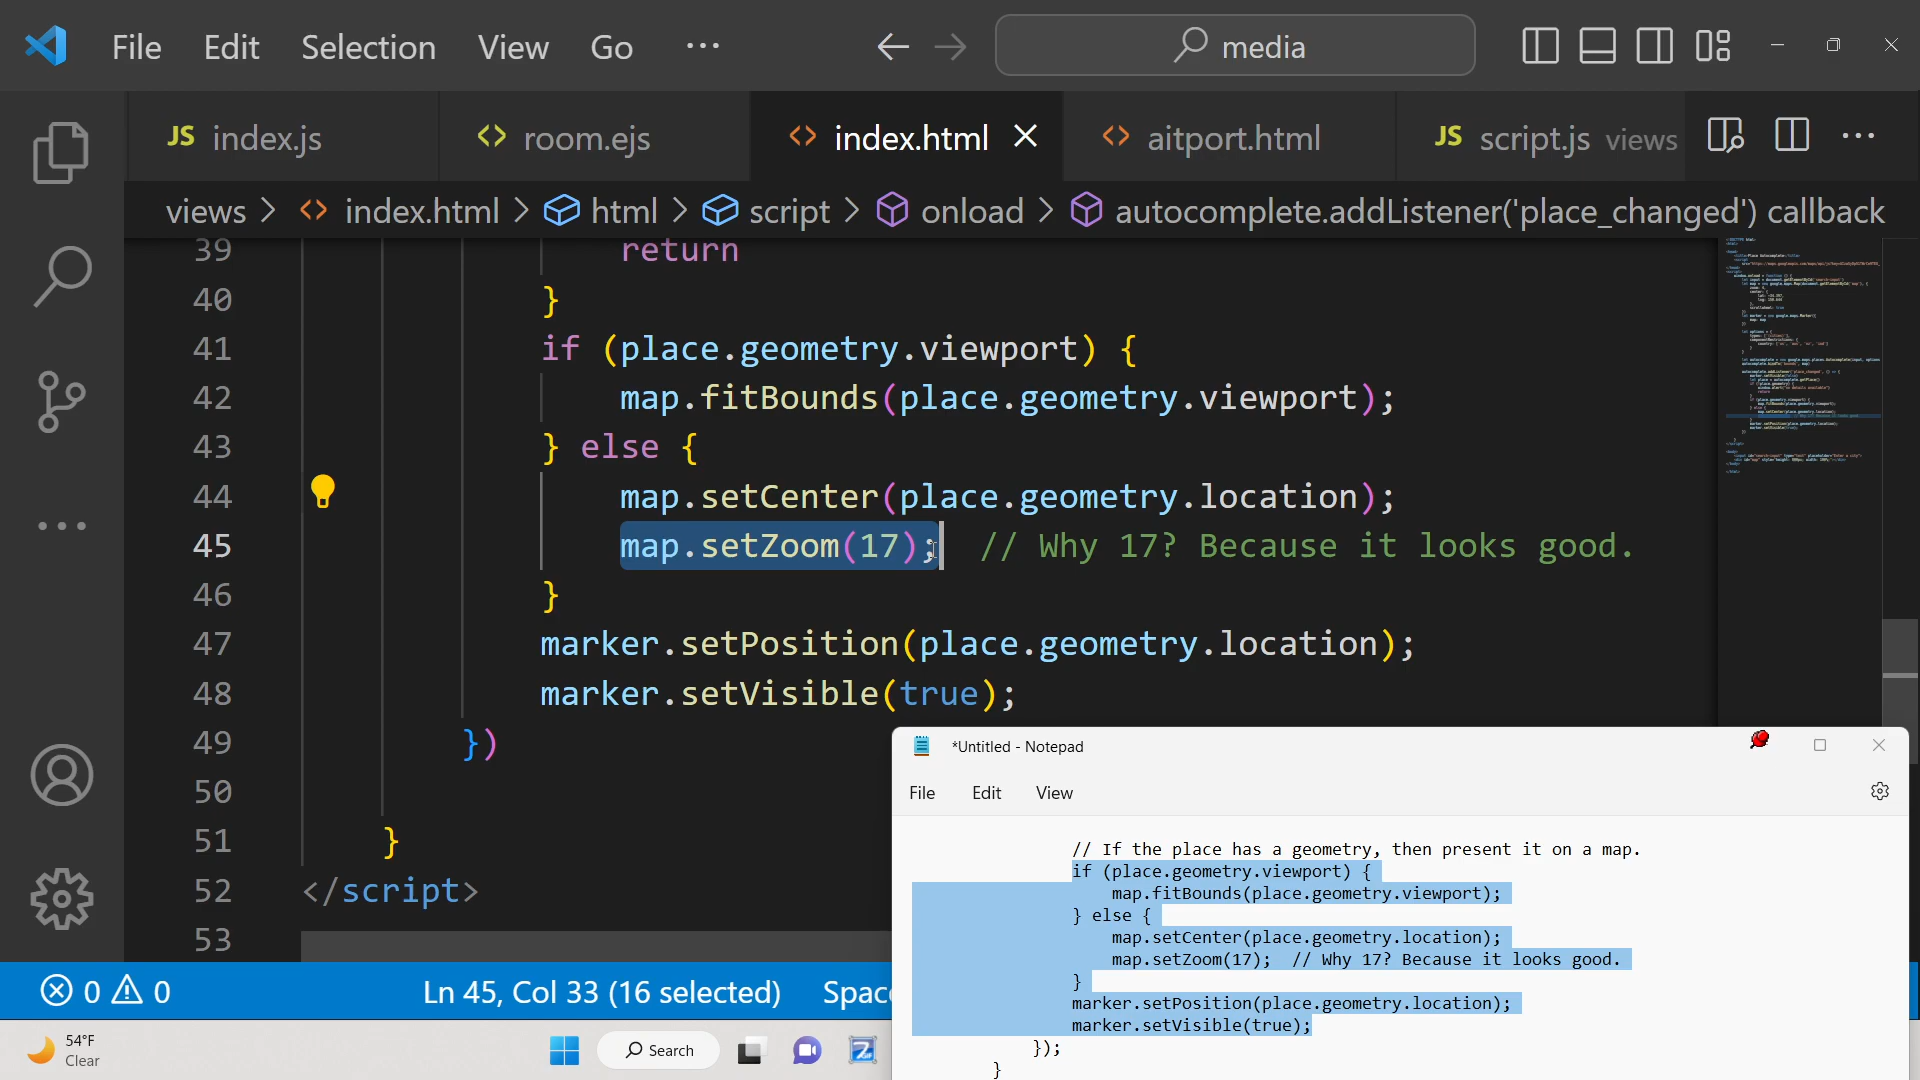 File Edit Selection View Go ··· media
JS index.js <> room.ejs <> index.html × <> aitport.html JS script.js views ···
views > <> index.html > html > script > onload > autocomplete.addListener('place_changed') callback
39 return
40 }
41 if (place.geometry.viewport) {
42 map.fitBounds(place.geometry.viewport);
43 } else {
44 map.setCenter(place.geometry.location);
45 map.setZoom(17); // Why 17? Because it looks good.
46 }
47 marker.setPosition(place.geometry.location);
48 marker.setVisible(true);
49 })
50
51 }
52 </script>
53
*Untitled - Notepad
File Edit View
// If the place has a geometry, then present it on a map.
if (place.geometry.viewport) {
map.fitBounds(place.geometry.viewport);
} else {
map.setCenter(place.geometry.location);
map.setZoom(17); // Why 17? Because it looks good.
}
marker.setPosition(place.geometry.location);
marker.setVisible(true);
});
}
0 0 Ln 45, Col 33 (16 selected)
54°F
Clear
Search